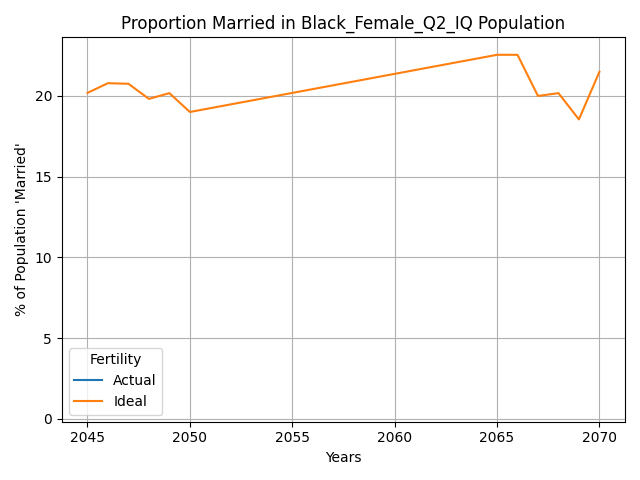 Proportion Married in Black_Female_Q2_IQ Population
% of Population 'Married'
20
15
10
5
0
Fertility
Actual
Ideal
2045 2050 2055 2060 2065 2070
Years